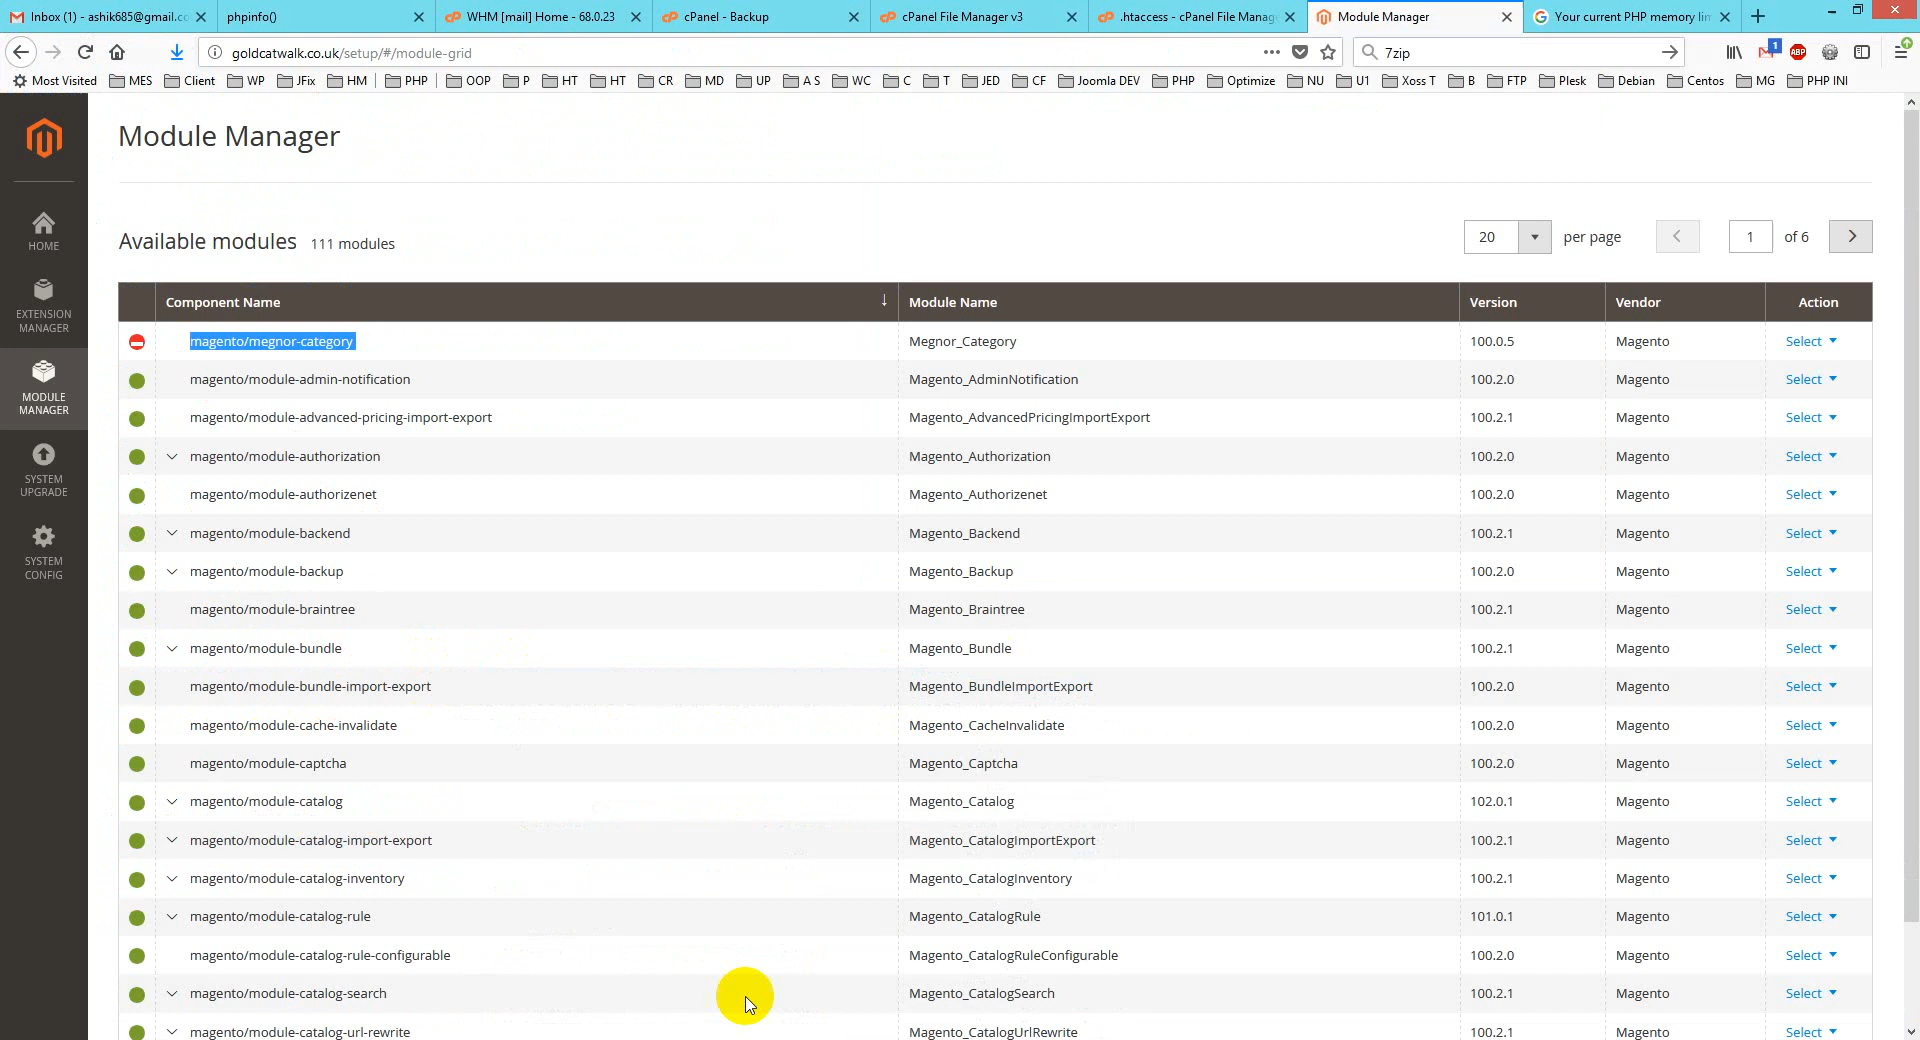 Inbox (1) - ashik685@gmail.co
phpinfo()
WHM [mail] Home - 68.0.23
cPanel - Backup
cPanel File Manager v3
.htaccess - cPanel File Manag
Module Manager
Your current PHP memory lim
goldcatwalk.co.uk/setup/#/module-grid
7zip
1
ABP
Most Visited MES Client WP JFix HM PHP OOP P HT HT CR MD UP A S WC C T JED CF Joomla DEV PHP Optimize NU U1 Xoss T B FTP Plesk Debian Centos MG PHP INI
HOME
EXTENSION
MANAGER
MODULE
MANAGER
SYSTEM
UPGRADE
SYSTEM
CONFIG
Module Manager
Available modules 111 modules
20 per page 1 of 6
Component Name ↓ Module Name Version Vendor Action
magento/megnor-category Megnor_Category 100.0.5 Magento Select
magento/module-admin-notification Magento_AdminNotification 100.2.0 Magento Select
magento/module-advanced-pricing-import-export Magento_AdvancedPricingImportExport 100.2.1 Magento Select
magento/module-authorization Magento_Authorization 100.2.0 Magento Select
magento/module-authorizenet Magento_Authorizenet 100.2.0 Magento Select
magento/module-backend Magento_Backend 100.2.1 Magento Select
magento/module-backup Magento_Backup 100.2.0 Magento Select
magento/module-braintree Magento_Braintree 100.2.1 Magento Select
magento/module-bundle Magento_Bundle 100.2.1 Magento Select
magento/module-bundle-import-export Magento_BundleImportExport 100.2.0 Magento Select
magento/module-cache-invalidate Magento_CacheInvalidate 100.2.0 Magento Select
magento/module-captcha Magento_Captcha 100.2.0 Magento Select
magento/module-catalog Magento_Catalog 102.0.1 Magento Select
magento/module-catalog-import-export Magento_CatalogImportExport 100.2.1 Magento Select
magento/module-catalog-inventory Magento_CatalogInventory 100.2.1 Magento Select
magento/module-catalog-rule Magento_CatalogRule 101.0.1 Magento Select
magento/module-catalog-rule-configurable Magento_CatalogRuleConfigurable 100.2.0 Magento Select
magento/module-catalog-search Magento_CatalogSearch 100.2.1 Magento Select
magento/module-catalog-url-rewrite Magento_CatalogUrlRewrite 100.2.1 Magento Select